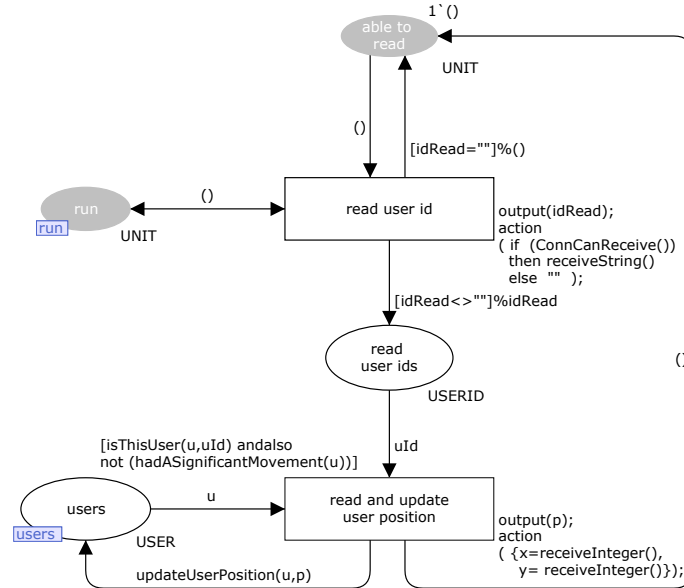 1`()
able to
read
UNIT
()
[idRead=""]%()
run
run
UNIT
()
read user id
output(idRead);
action
( if (ConnCanReceive())
then receiveString()
else "" );
[idRead<>""]%idRead
read
user ids
USERID
()
uId
[isThisUser(u,uId) andalso
not (hadASignificantMovement(u))]
users
users
USER
u
read and update
user position
output(p);
action
( {x=receiveInteger(),
y= receiveInteger()});
updateUserPosition(u,p)